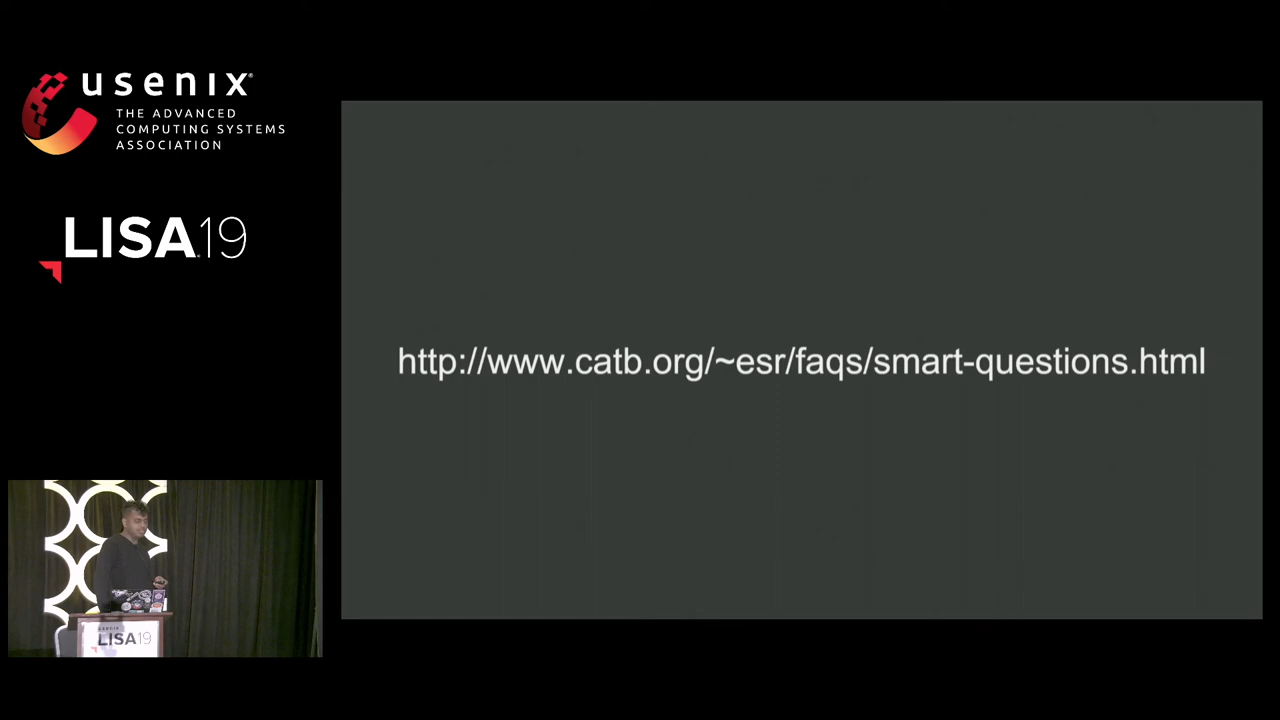 usenix®
THE ADVANCED
COMPUTING SYSTEMS
ASSOCIATION
LISA19
http://www.catb.org/~esr/faqs/smart-questions.html
LISA19